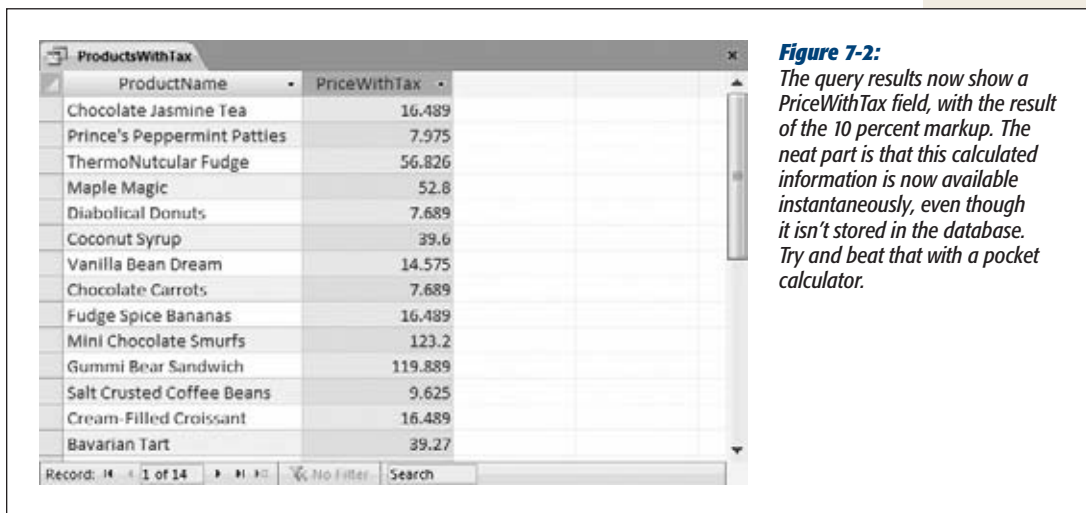 ProductsWithTax
ProductName PriceWithTax
Chocolate Jasmine Tea 16.489
Prince's Peppermint Patties 7.975
ThermoNutcular Fudge 56.826
Maple Magic 52.8
Diabolical Donuts 7.689
Coconut Syrup 39.6
Vanilla Bean Dream 14.575
Chocolate Carrots 7.689
Fudge Spice Bananas 16.489
Mini Chocolate Smurfs 123.2
Gummi Bear Sandwich 119.889
Salt Crusted Coffee Beans 9.625
Cream-Filled Croissant 16.489
Bavarian Tart 39.27
Record: 1 of 14 No Filter Search
Figure 7-2:
The query results now show a
PriceWithTax field, with the result
of the 10 percent markup. The
neat part is that this calculated
information is now available
instantaneously, even though
it isn't stored in the database.
Try and beat that with a pocket
calculator.